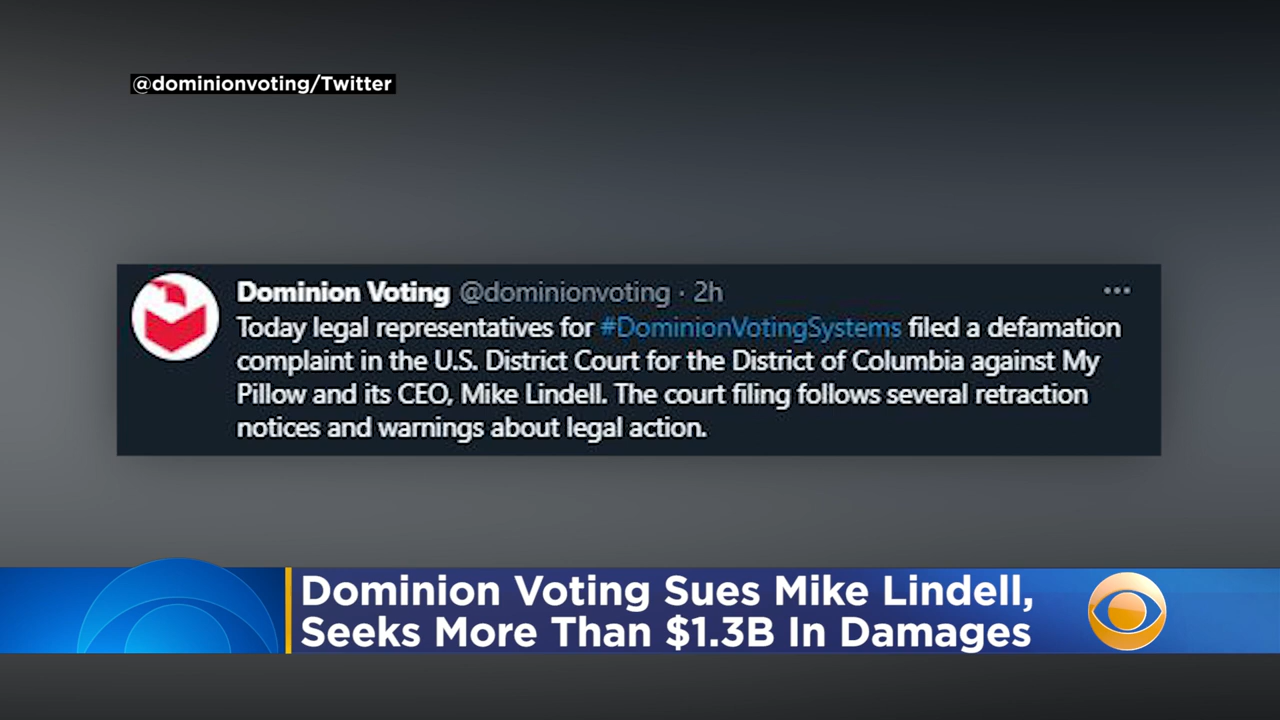 @dominionvoting/Twitter
Dominion Voting @dominionvoting · 2h
Today legal representatives for #DominionVotingSystems filed a defamation
complaint in the U.S. District Court for the District of Columbia against My
Pillow and its CEO, Mike Lindell. The court filing follows several retraction
notices and warnings about legal action.
Dominion Voting Sues Mike Lindell,
Seeks More Than $1.3B In Damages